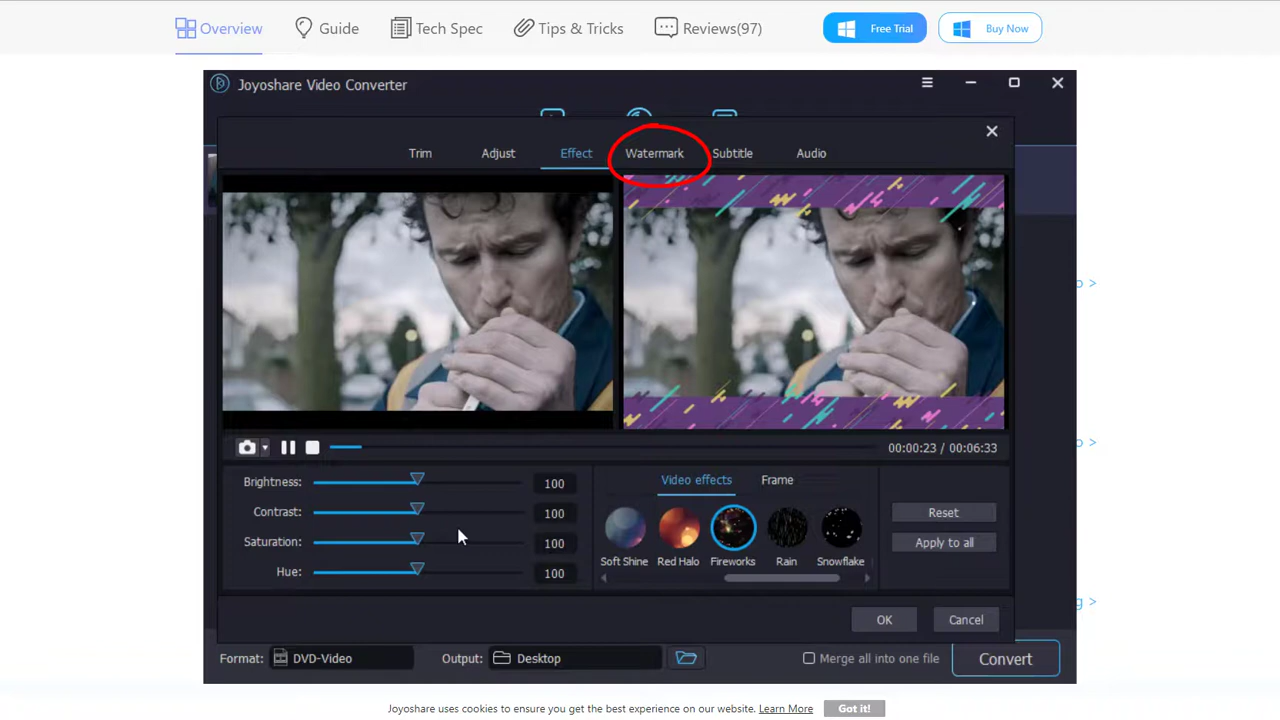 Overview Guide Tech Spec Tips & Tricks Reviews(97) Free Trial Buy Now
Joyoshare Video Converter
Trim Adjust Effect Watermark Subtitle Audio
o >
00:00:23 / 00:06:33
o >
Brightness: 100 Video effects Frame
Contrast: 100 Reset
Saturation: 100 Apply to all
Soft Shine Red Halo Fireworks Rain Snowflake
Hue: 100
g >
OK Cancel
Format: DVD-Video Output: Desktop Merge all into one file Convert
Joyoshare uses cookies to ensure you get the best experience on our website. Learn More Got it!